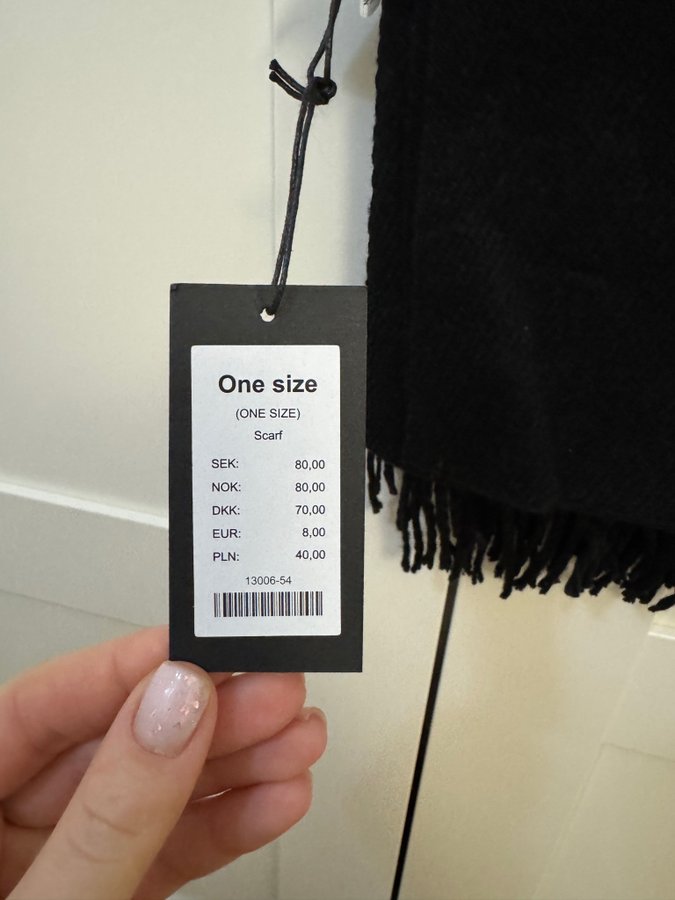 One size
(ONE SIZE)
Scarf
SEK: 80,00
NOK: 80,00
DKK: 70,00
EUR: 8,00
PLN: 40,00
13006-54